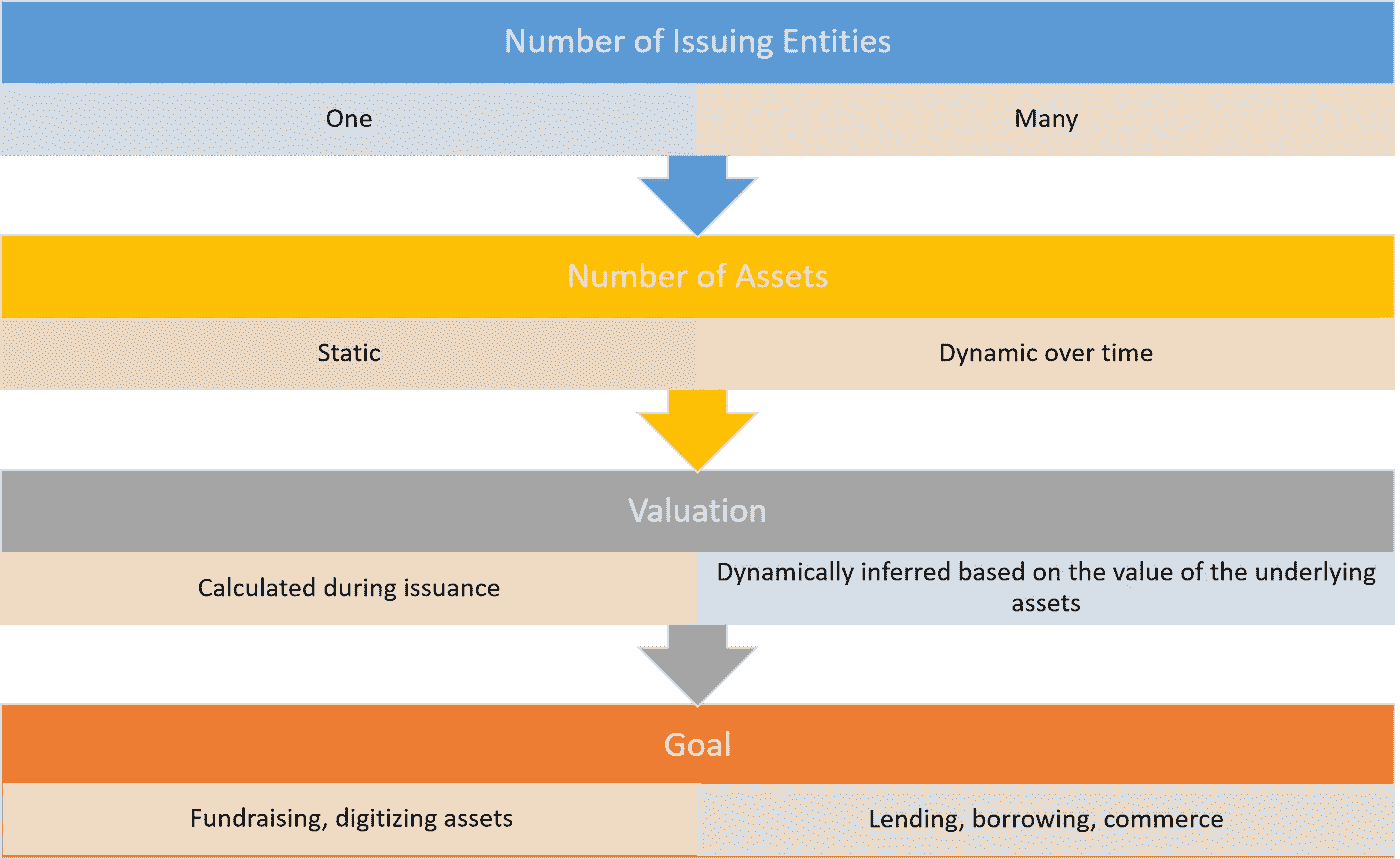 Number of Issuing Entities
One
Many
Number of Assets
Static
Dynamic over time
Valuation
Calculated during issuance
Dynamically inferred based on the value of the underlying
assets
Goal
Fundraising, digitizing assets
Lending, borrowing, commerce